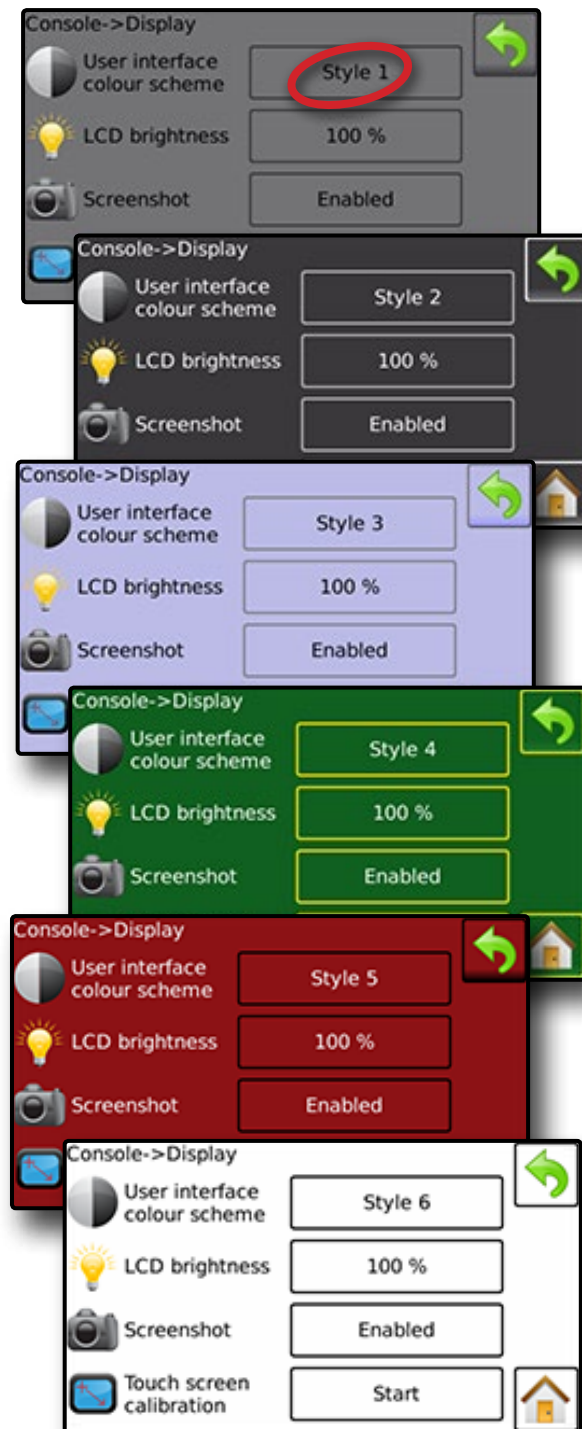 Console->Display
User interface
colour scheme
Style 1
LCD brightness
100 %
Screenshot
Enabled
Console->Display
User interface
colour scheme
Style 2
LCD brightness
100 %
Screenshot
Enabled
Console->Display
User interface
colour scheme
Style 3
LCD brightness
100 %
Screenshot
Enabled
Console->Display
User interface
colour scheme
Style 4
LCD brightness
100 %
Screenshot
Enabled
Console->Display
User interface
colour scheme
Style 5
LCD brightness
100 %
Screenshot
Enabled
Console->Display
User interface
colour scheme
Style 6
LCD brightness
100 %
Screenshot
Enabled
Touch screen
calibration
Start